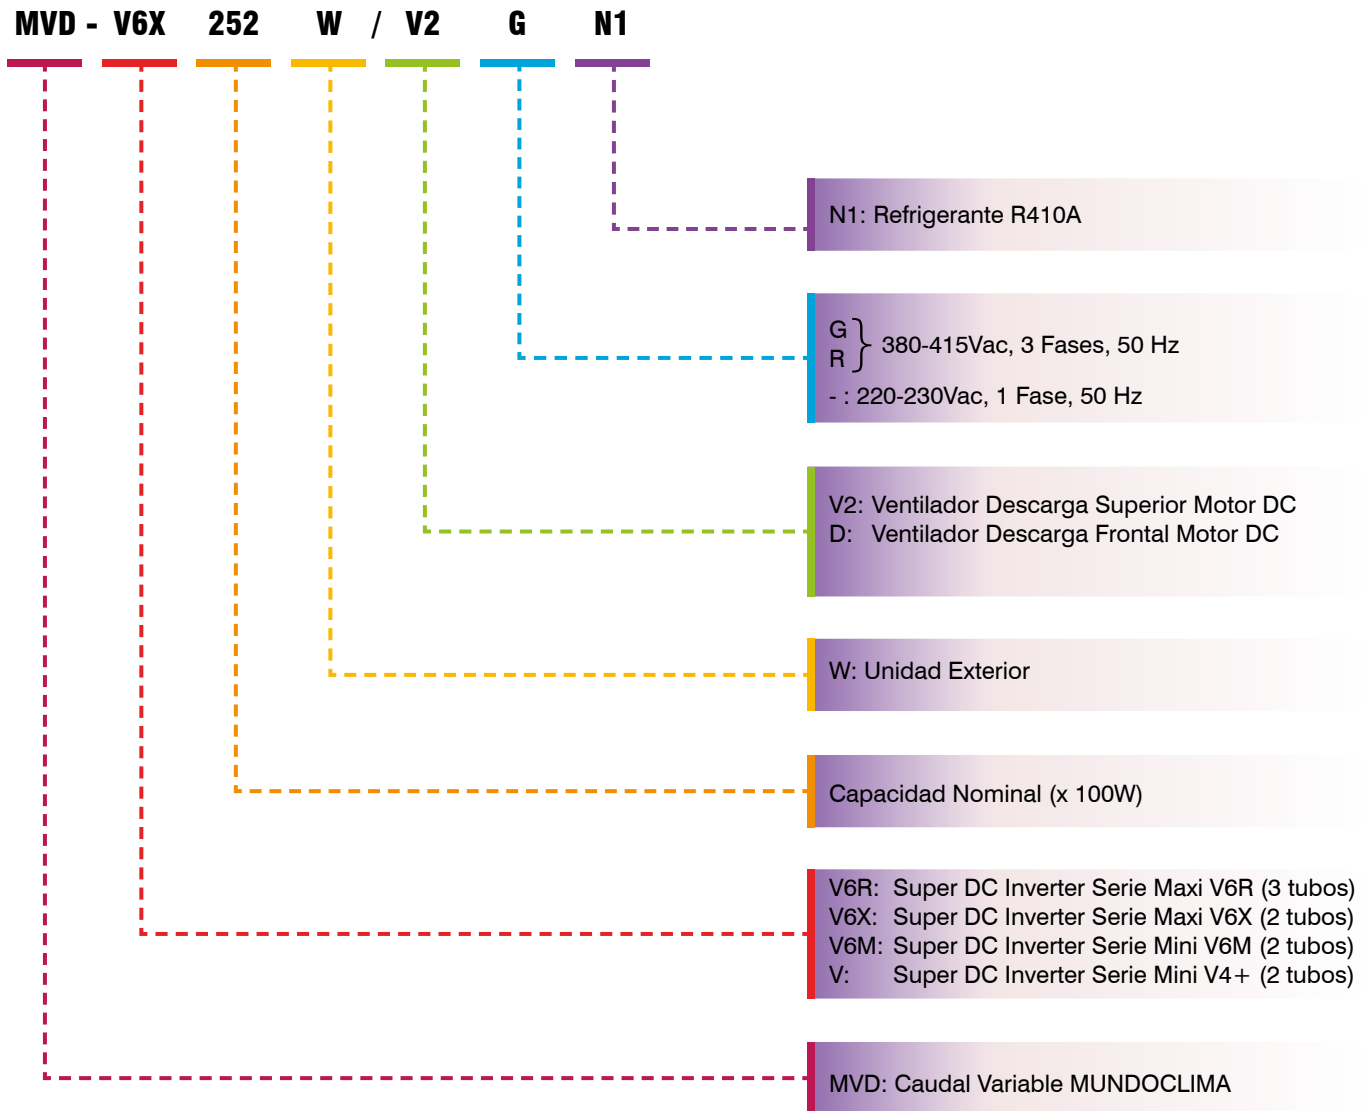 MVD - V6X 252 W / V2 G N1
N1: Refrigerante R410A
G
R
380-415Vac, 3 Fases, 50 Hz
- : 220-230Vac, 1 Fase, 50 Hz
V2: Ventilador Descarga Superior Motor DC
D: Ventilador Descarga Frontal Motor DC
W: Unidad Exterior
Capacidad Nominal (x 100W)
V6R: Super DC Inverter Serie Maxi V6R (3 tubos)
V6X: Super DC Inverter Serie Maxi V6X (2 tubos)
V6M: Super DC Inverter Serie Mini V6M (2 tubos)
V: Super DC Inverter Serie Mini V4+ (2 tubos)
MVD: Caudal Variable MUNDOCLIMA